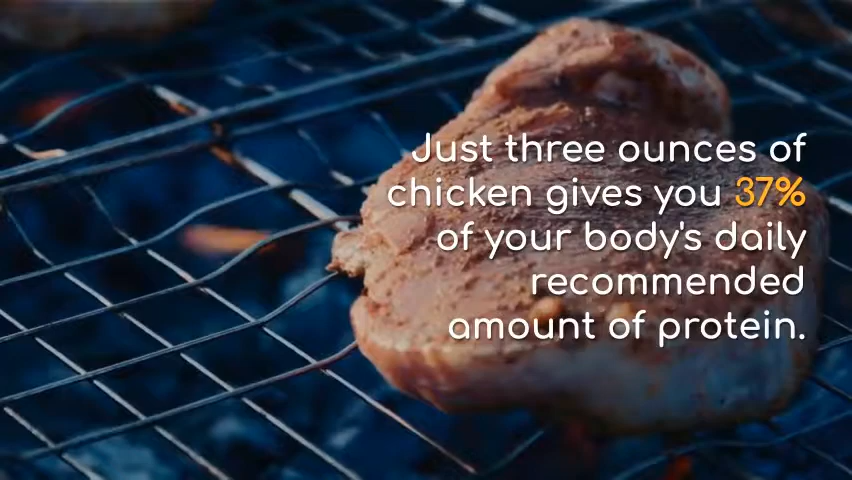 Just three ounces of
chicken gives you 37%
of your body's daily
recommended
amount of protein.